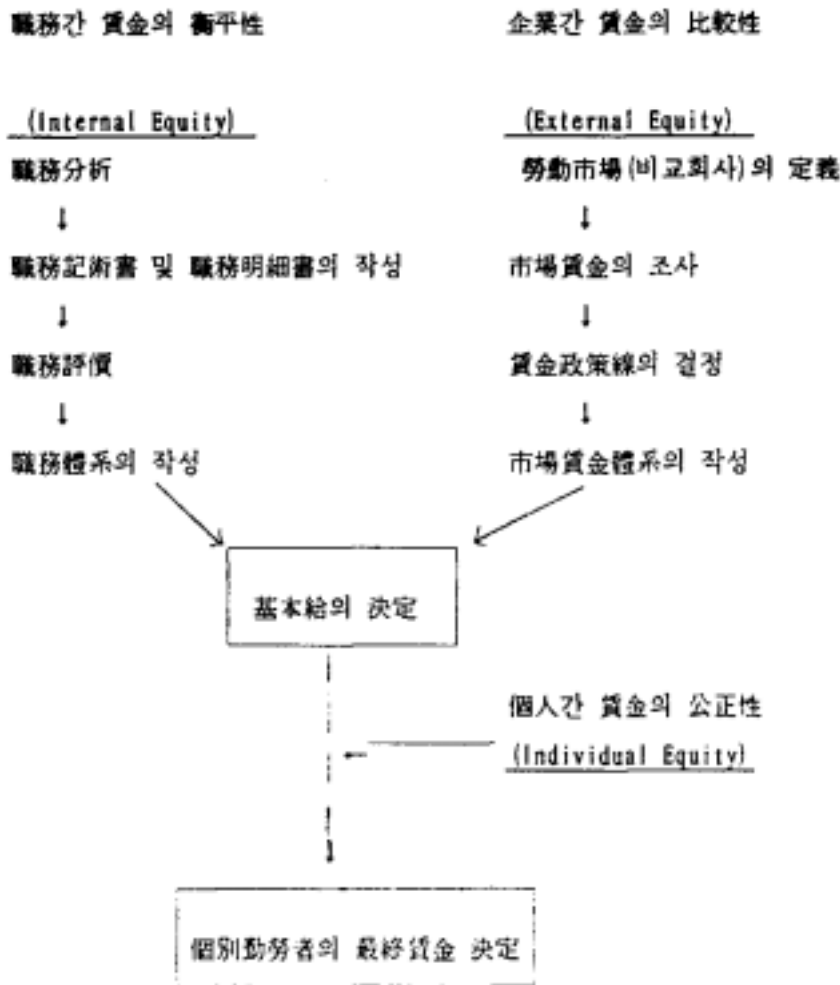 職務간 賃金의 衡平性
(Internal Equity)
職務分析
↓
職務記術書 및 職務明細書의 작성
↓
職務評價
↓
職務體系의 작성
企業간 賃金의 比較性
(External Equity)
勞動市場(비교회사)의 定義
↓
市場賃金의 조사
↓
賃金政策線의 결정
↓
市場賃金體系의 작성
基本給의 決定
個人간 賃金의 公正性
(Individual Equity)
個別勤勞者의 最終賃金 決定